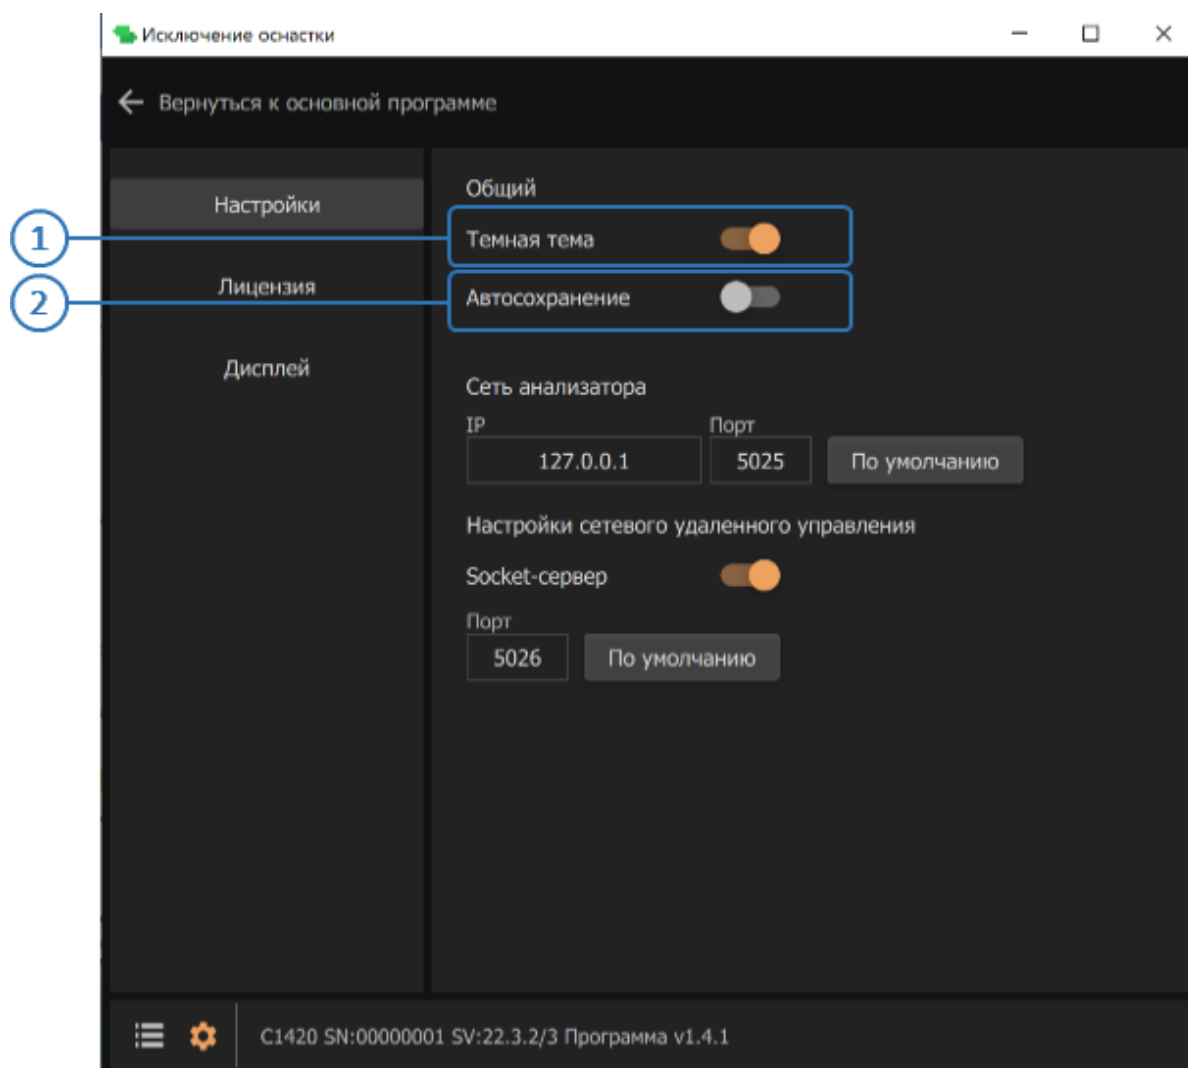 Исключение оснастки
Вернуться к основной программе
Настройки
Лицензия
Дисплей
Общий
1
Темная тема
2
Автосохранение
Сеть анализатора
IP
Порт
127.0.0.1
5025
По умолчанию
Настройки сетевого удаленного управления
Socket-сервер
Порт
5026
По умолчанию
C1420 SN:00000001 SV:22.3.2/3 Программа v1.4.1